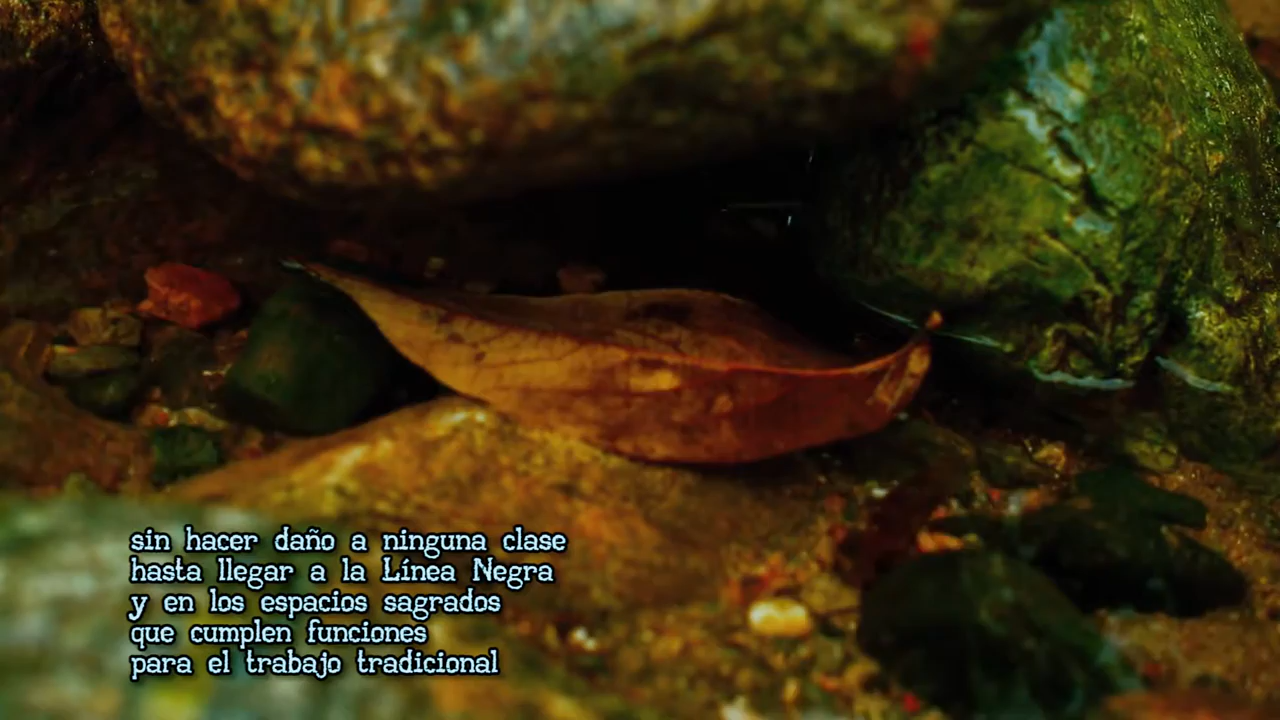 sin hacer daño a ninguna clase
hasta llegar a la Línea Negra
y en los espacios sagrados
que cumplen funciones
para el trabajo tradicional